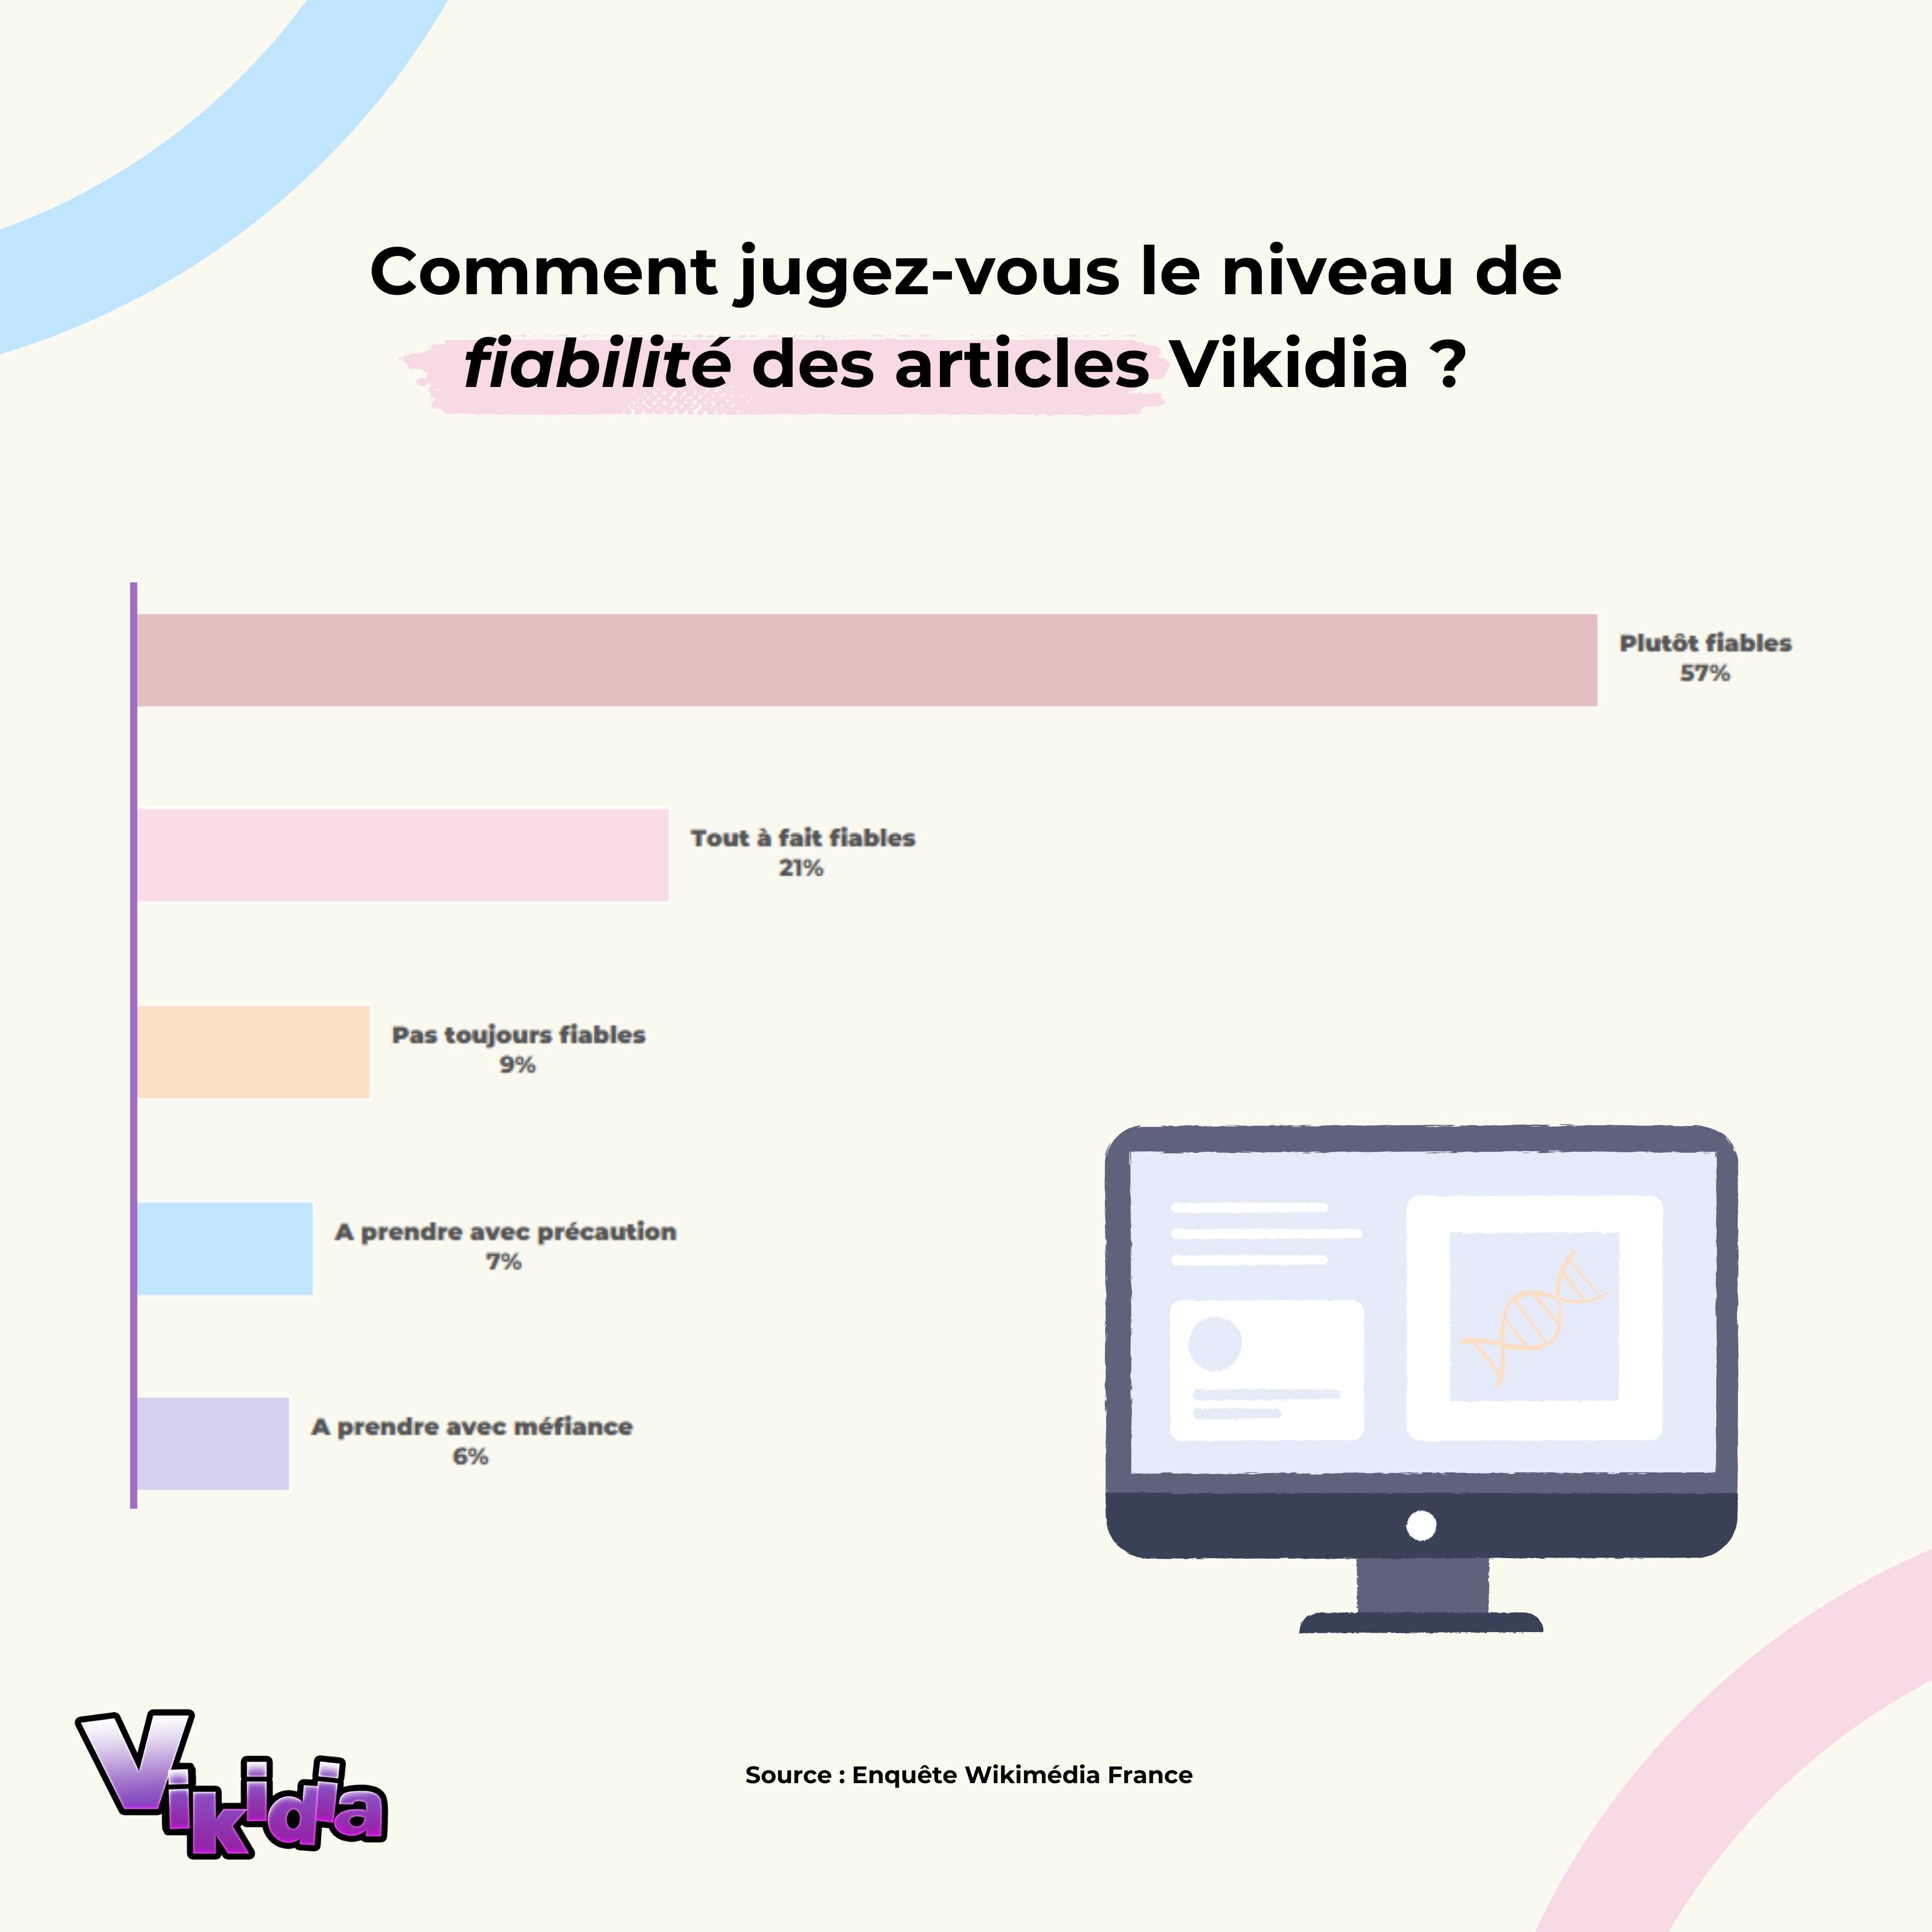 Comment jugez-vous le niveau de
fiabilité des articles Vikidia ?
Plutôt fiables
57%
Tout à fait fiables
21%
Pas toujours fiables
9%
A prendre avec précaution
7%
A prendre avec méfiance
6%
Vikidia
Source : Enquête Wikimédia France